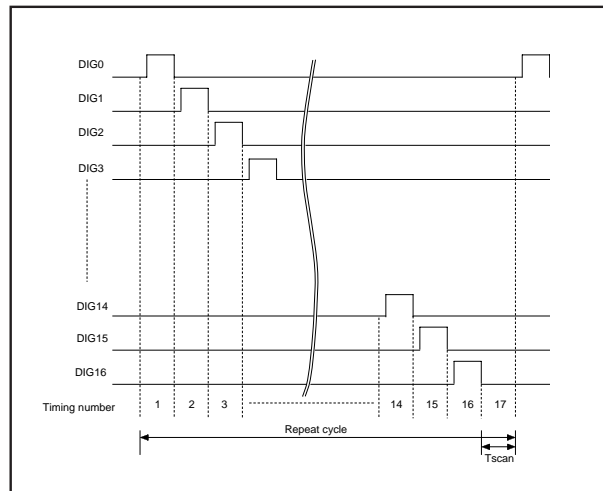 DIG0
DIG1
DIG2
DIG3
DIG14
DIG15
DIG16
Timing number 1 2 3 14 15 16 17
Repeat cycle
Tscan